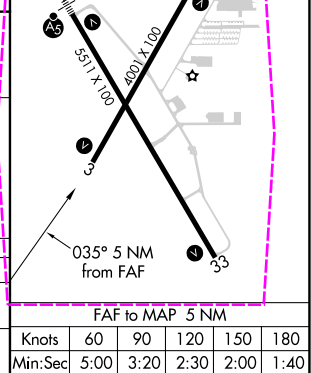 A5
V
V
5511 X 100
4001 X 100
V
3
035° 5 NM
from FAF
V
33
FAF to MAP 5 NM
Knots 60 90 120 150 180
Min:Sec 5:00 3:20 2:30 2:00 1:40